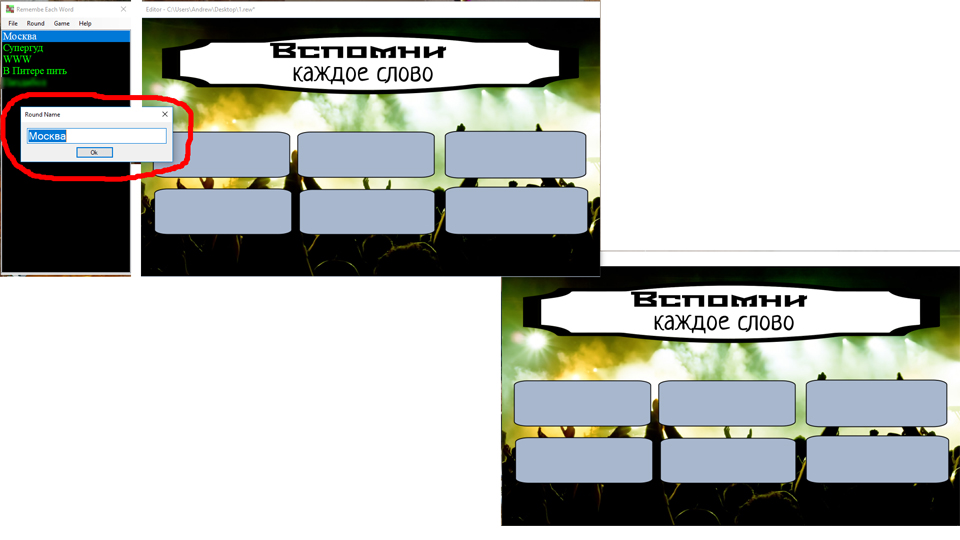 Remembe Each Word
File Round Game Help
Москва
Супергуд
WWW
В Питере пить
Round Name
Москва
Ok
Editor - C:\Users\Andrew\Desktop\1.rew*
Вспомни
каждое слово
Вспомни
каждое слово